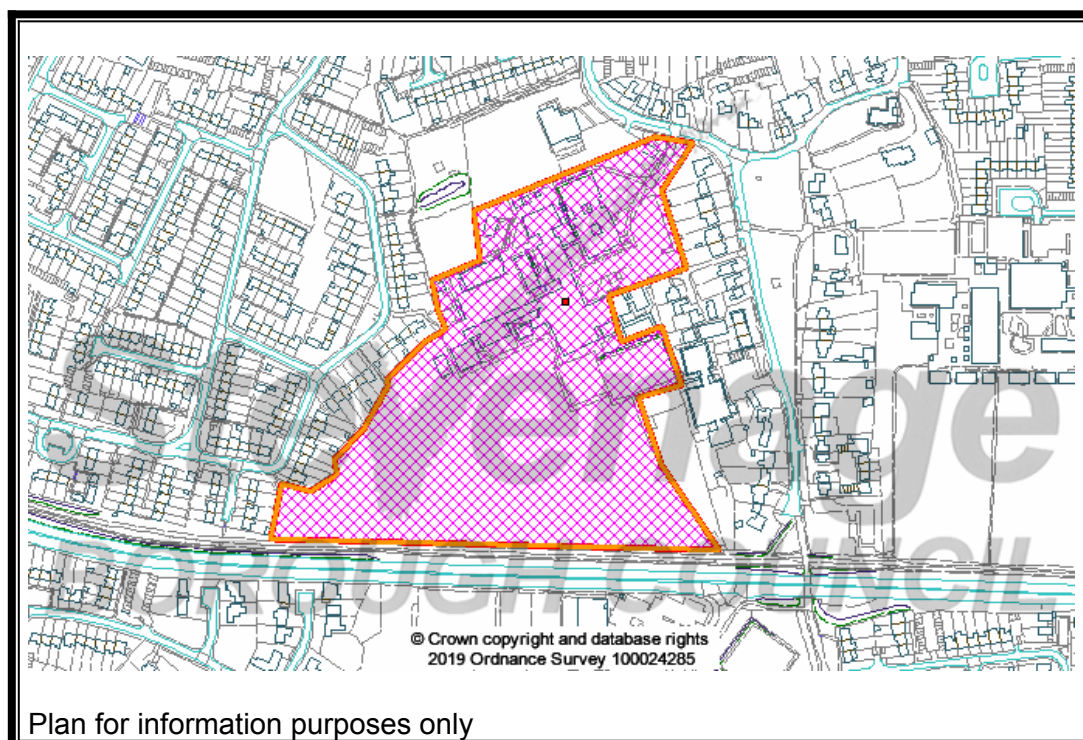 Stevenage
BOROUGH COUNCIL
© Crown copyright and database rights
2019 Ordnance Survey 100024285
Plan for information purposes only